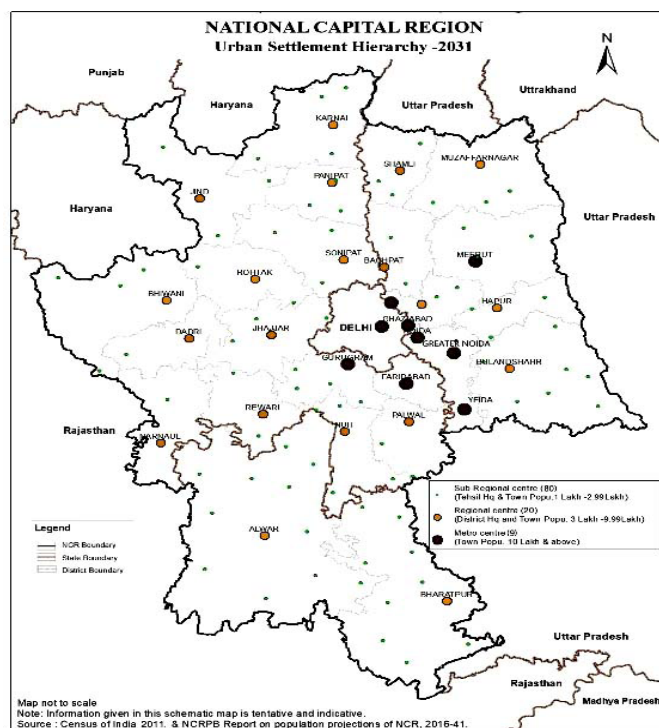 NATIONAL CAPITAL REGION
Urban Settlement Hierarchy -2031
N
Punjab
Haryana
Uttar Pradesh
Uttrakhand
KARNAL
SHAMLI
MUZAFFARNAGAR
PANIPAT
JIND
Haryana
Uttar Pradesh
SONIPAT
BAGHPAT
MEERUT
ROHTAK
BHIWANI
HAPUR
GHAZIABAD
DADRI
JHAJJAR
DELHI
NOIDA
GREATER NOIDA
GURUGRAM
BULANDSHAHR
FARIDABAD
YEIDA
REWARI
PALWAL
Rajasthan
NUH
NARNAUL
Sub Regional centre (80)
(Tehsil Hq & Town Popu.1 Lakh -2.99Lakh)
Regional centre (20)
(District Hq and Town Popu. 3 Lakh -9.99Lakh)
Metro centre (9)
(Town Popu. 10 Lakh & above)
Legend
NCR Boundary
State Boundary
District Boundary
ALWAR
BHARATPUR
Uttar Pradesh
Rajasthan
Madhya Pradesh
Map not to scale
Note: Information given in this schematic map is tentative and indicative.
Source : Census of India 2011, & NCRPB Report on population projections of NCR, 2016-41.